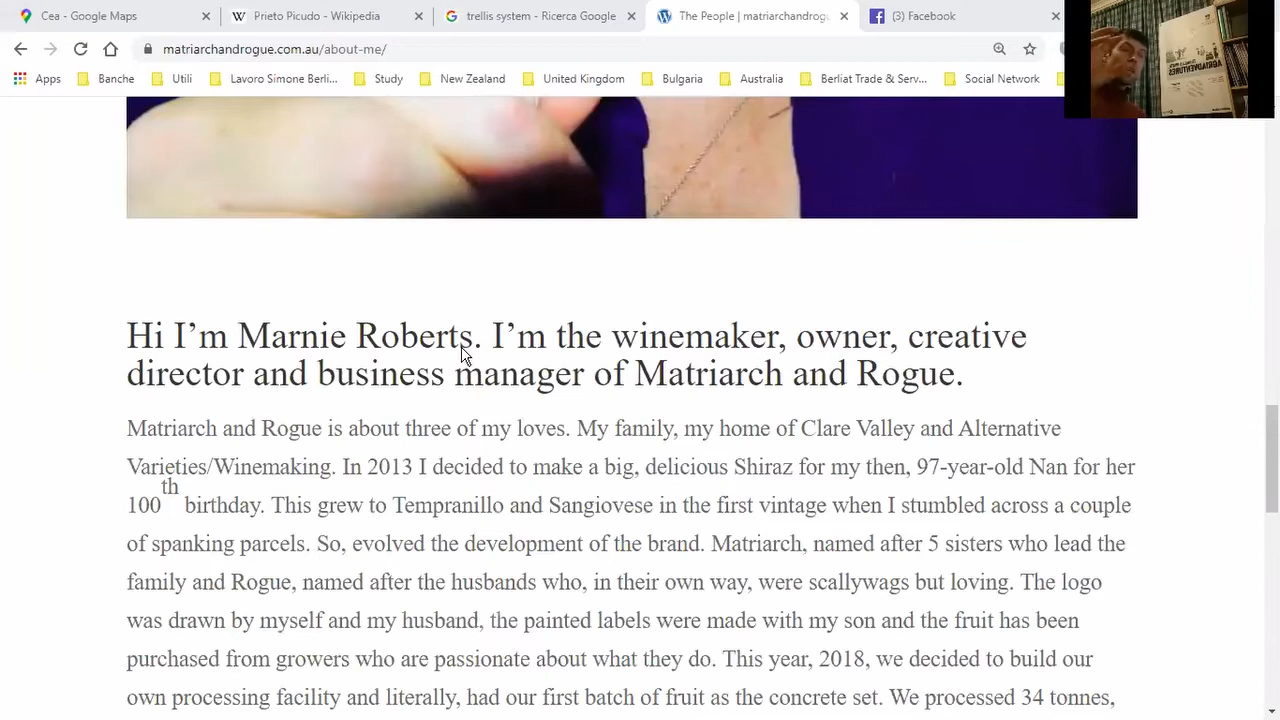 Cea - Google Maps
Prieto Picudo - Wikipedia
trellis system - Ricerca Google
The People | matriarchandrogu
(3) Facebook
matriarchandrogue.com.au/about-me/
Apps Banche Utili Lavoro Simone Berli... Study New Zealand United Kingdom Bulgaria Australia Berliat Trade & Serv... Social Network
Hi I’m Marnie Roberts. I’m the winemaker, owner, creative
director and business manager of Matriarch and Rogue.
Matriarch and Rogue is about three of my loves. My family, my home of Clare Valley and Alternative
Varieties/Winemaking. In 2013 I decided to make a big, delicious Shiraz for my then, 97-year-old Nan for her
100th birthday. This grew to Tempranillo and Sangiovese in the first vintage when I stumbled across a couple
of spanking parcels. So, evolved the development of the brand. Matriarch, named after 5 sisters who lead the
family and Rogue, named after the husbands who, in their own way, were scallywags but loving. The logo
was drawn by myself and my husband, the painted labels were made with my son and the fruit has been
purchased from growers who are passionate about what they do. This year, 2018, we decided to build our
own processing facility and literally, had our first batch of fruit as the concrete set. We processed 34 tonnes,